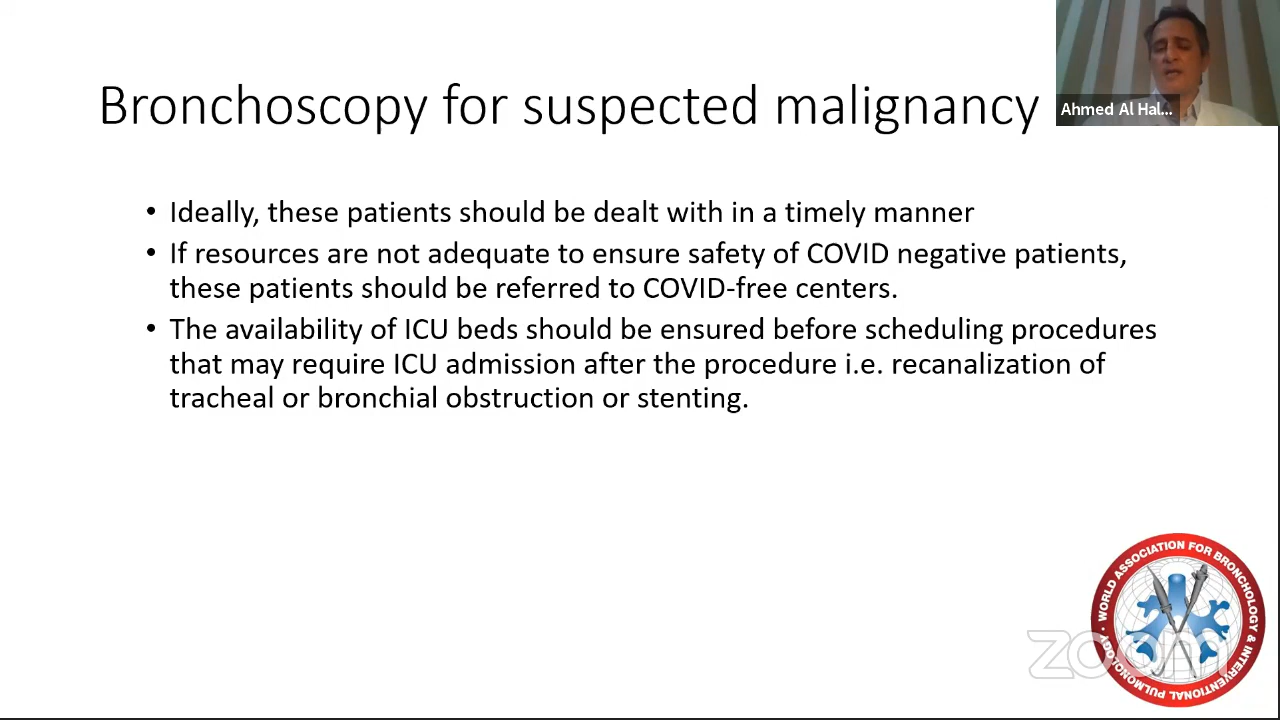 Bronchoscopy for suspected malignancy
Ahmed Al Hal...
• Ideally, these patients should be dealt with in a timely manner
• If resources are not adequate to ensure safety of COVID negative patients,
these patients should be referred to COVID-free centers.
• The availability of ICU beds should be ensured before scheduling procedures
that may require ICU admission after the procedure i.e. recanalization of
tracheal or bronchial obstruction or stenting.
WORLD ASSOCIATION FOR BRONCHOLOGY & INTERVENTIONAL PULMONOLOGY •
zoom